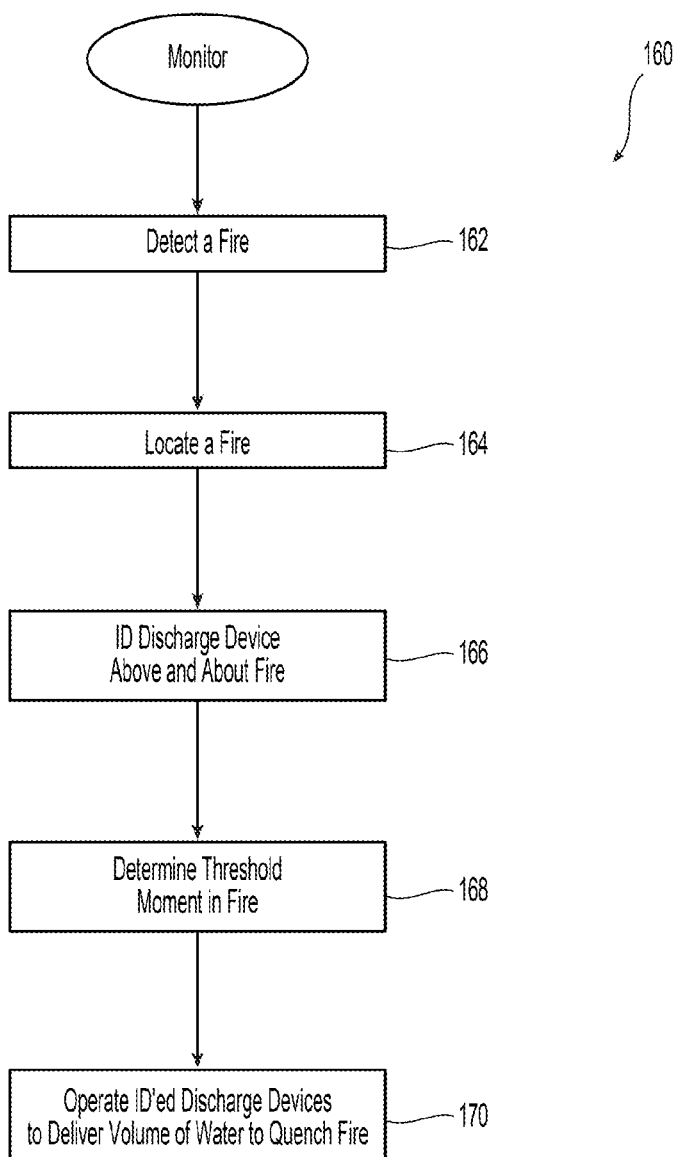 Monitor
160
Detect a Fire
162
Locate a Fire
164
ID Discharge Device
Above and About Fire
166
Determine Threshold
Moment in Fire
168
Operate ID'ed Discharge Devices
to Deliver Volume of Water to Quench Fire
170